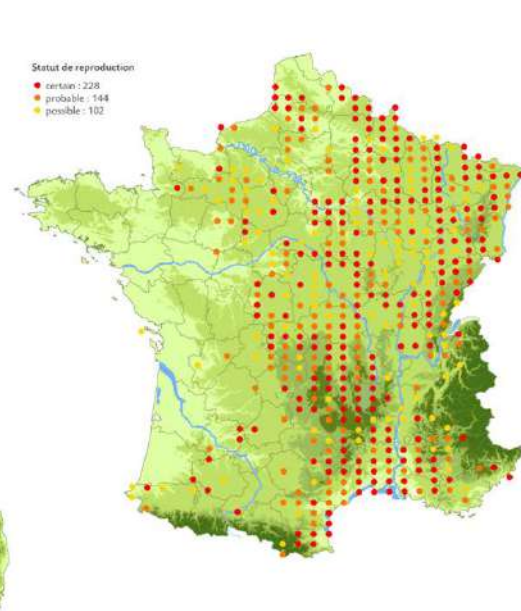 Statut de reproduction
certain : 228
probable : 144
possible : 102